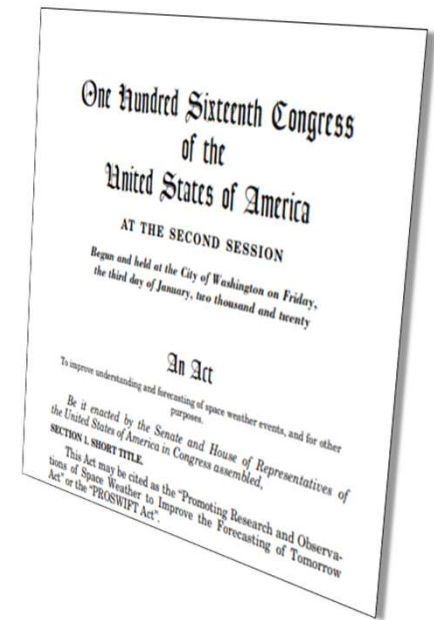 One Hundred Sixteenth Congress
of the
United States of America
AT THE SECOND SESSION
Begun and held at the City of Washington on Friday,
the third day of January, two thousand and twenty
An Act
To improve understanding and forecasting of space weather events, and for other
purposes.
Be it enacted by the Senate and House of Representatives of
the United States of America in Congress assembled,
SECTION 1. SHORT TITLE.
This Act may be cited as the “Promoting Research and Observa-
tions of Space Weather to Improve the Forecasting of Tomorrow
Act” or the “PROSWIFT Act”.